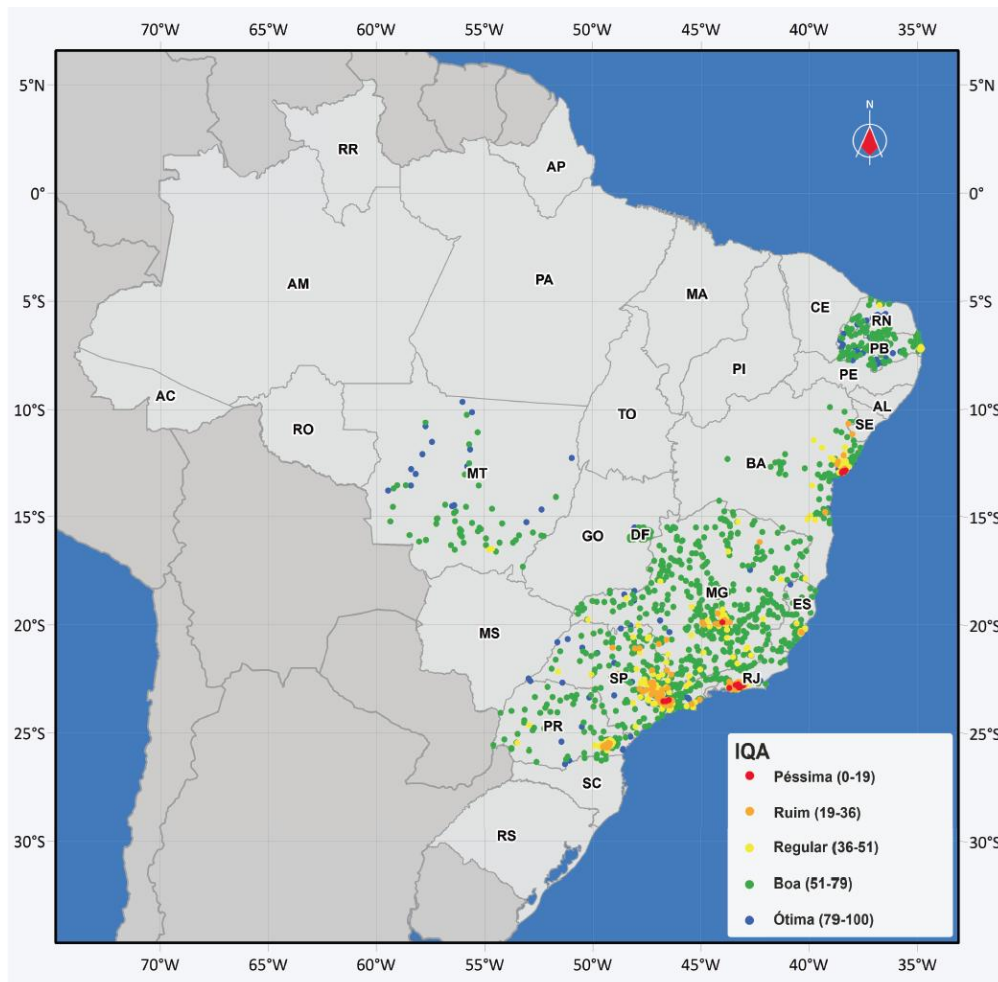 70°W 65°W 60°W 55°W 50°W 45°W 40°W 35°W
5°N 5°N
N
RR
AP
0° 0°
AM PA MA CE
5°S 5°S
RN
PB
PI PE
AC AL
10°S 10°S
RO TO SE
MT BA
15°S 15°S
GO DF
MG ES
20°S 20°S
MS
SP RJ
PR
25°S 25°S
SC
RS
30°S 30°S
IQA
Péssima (0-19)
Ruim (19-36)
Regular (36-51)
Boa (51-79)
Ótima (79-100)
70°W 65°W 60°W 55°W 50°W 45°W 40°W 35°W